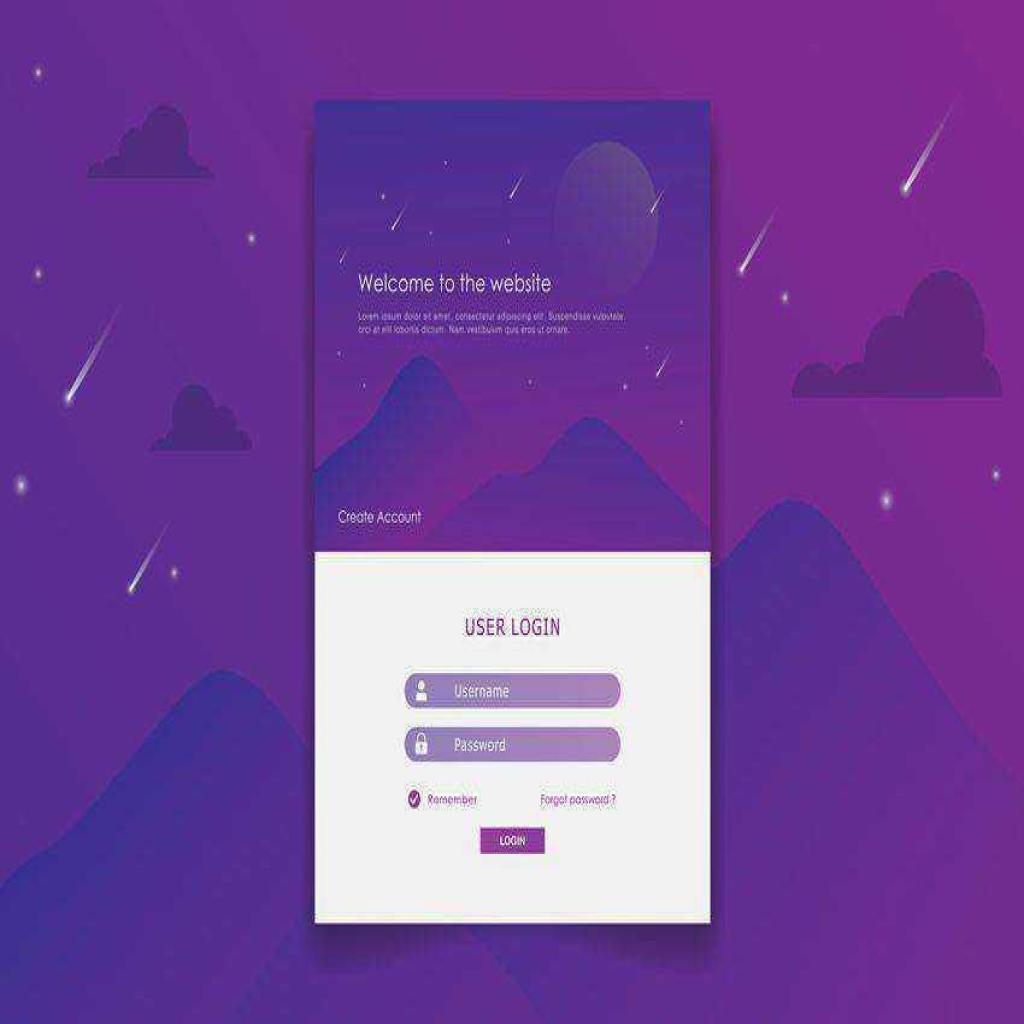 Welcome to the website
Lorem ipsum dolor sit amet, consectetur adipiscing elit. Suspendisse vulputate,
orci at elit lobortis dictum. Nam vestibulum quis eros ut ornare.
Create Account
USER LOGIN
Username
Password
Remember Forgot password ?
LOGIN